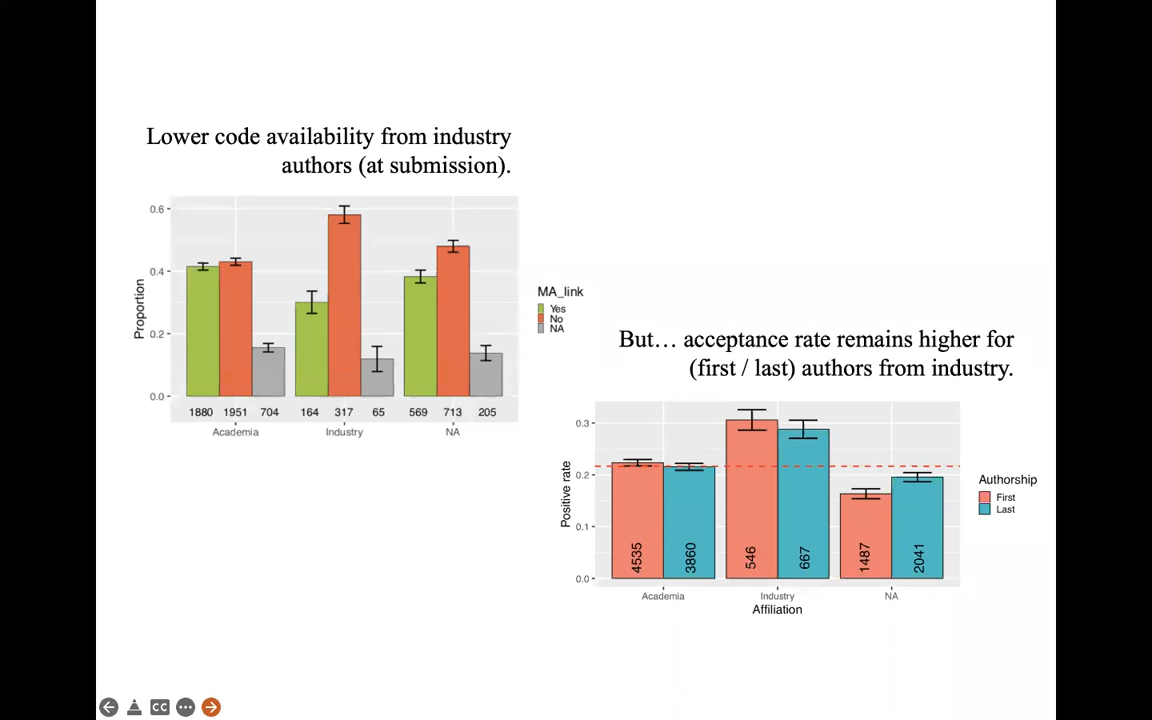 Lower code availability from industry
authors (at submission).
0.6
0.4
0.2
0.0
Proportion
1880 1951 704 164 317 65 569 713 205
Academia Industry NA
MA_link
Yes
No
NA
But… acceptance rate remains higher for
(first / last) authors from industry.
0.3
0.2
0.1
0.0
Positive rate
4535 3860 546 667 1487 2041
Academia Industry NA
Affiliation
Authorship
First
Last
CC